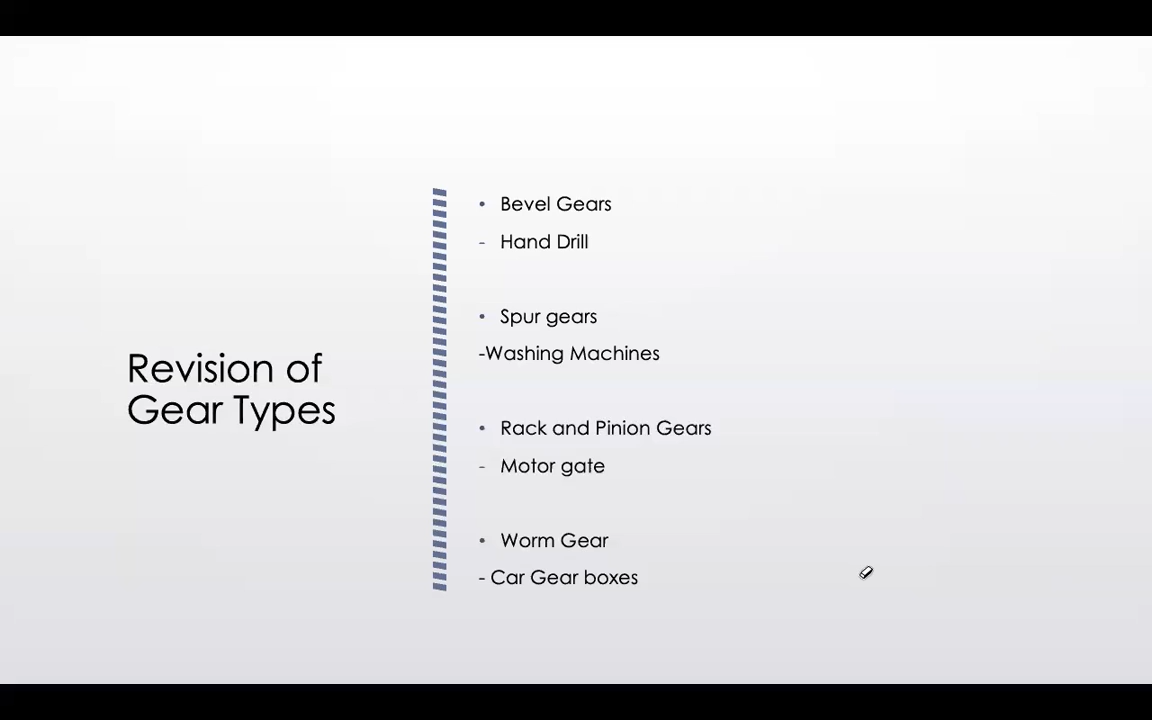 Revision of
Gear Types
• Bevel Gears
- Hand Drill
• Spur gears
-Washing Machines
• Rack and Pinion Gears
- Motor gate
• Worm Gear
- Car Gear boxes